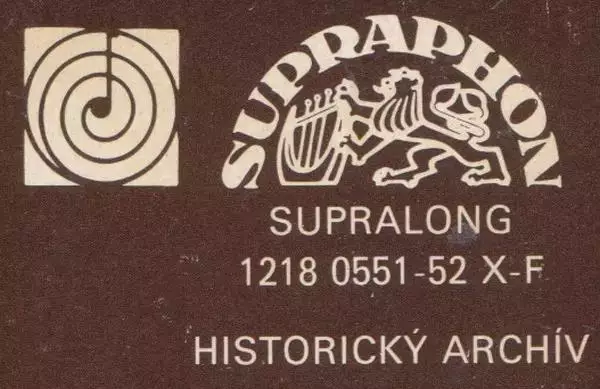 SUPRAPHON
SUPRALONG
1218 0551-52 X-F
HISTORICKÝ ARCHÍV